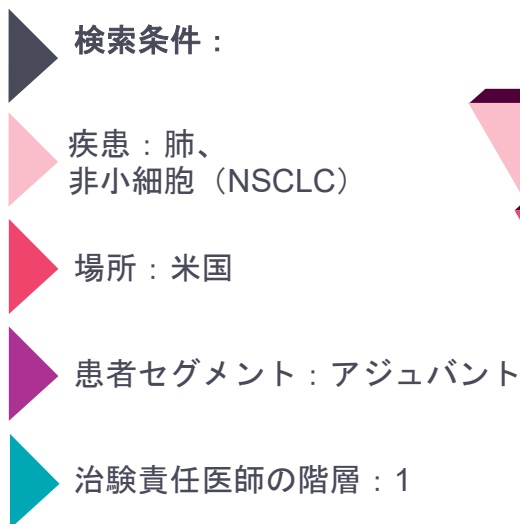 検索条件：
疾患：肺、
非小細胞（NSCLC）
場所：米国
患者セグメント：アジュバント
治験責任医師の階層：1